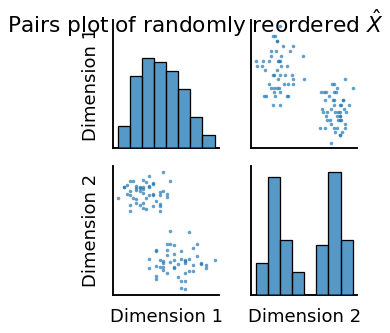 Pairs plot of randomly reordered X̂
Dimension 1
Dimension 2
Dimension 1
Dimension 2